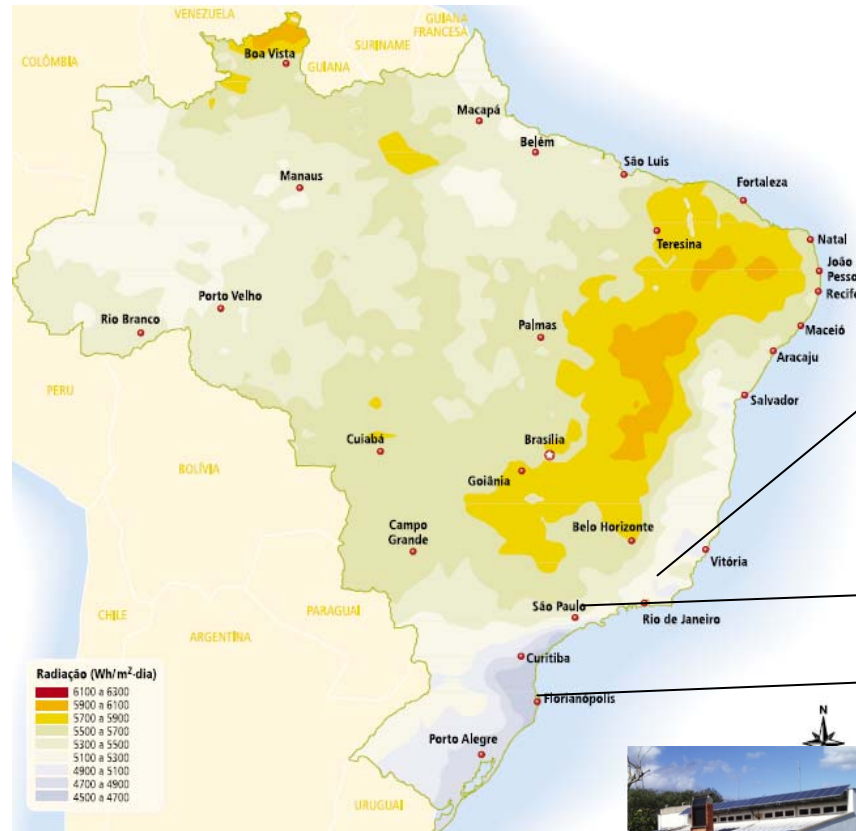 VENEZUELA
GUIANA
FRANCESA
SURINAME
COLÔMBIA
Boa Vista
GUIANA
Macapá
Belém
São Luis
Fortaleza
Manaus
Teresina
Natal
João
Pesso
Recife
Porto Velho
Rio Branco
Palmas
Maceió
Aracaju
PERU
Salvador
Cuiabá
Brasília
BOLÍVIA
Goiânia
Campo
Grande
Belo Horizonte
Vitória
CHILE
PARAGUAI
São Paulo
Rio de Janeiro
ARGENTINA
Curitiba
Florianópolis
Porto Alegre
URUGUAI
N
Radiação (Wh/m²·dia)
6100 a 6300
5900 a 6100
5700 a 5900
5500 a 5700
5300 a 5500
5100 a 5300
4900 a 5100
4700 a 4900
4500 a 4700